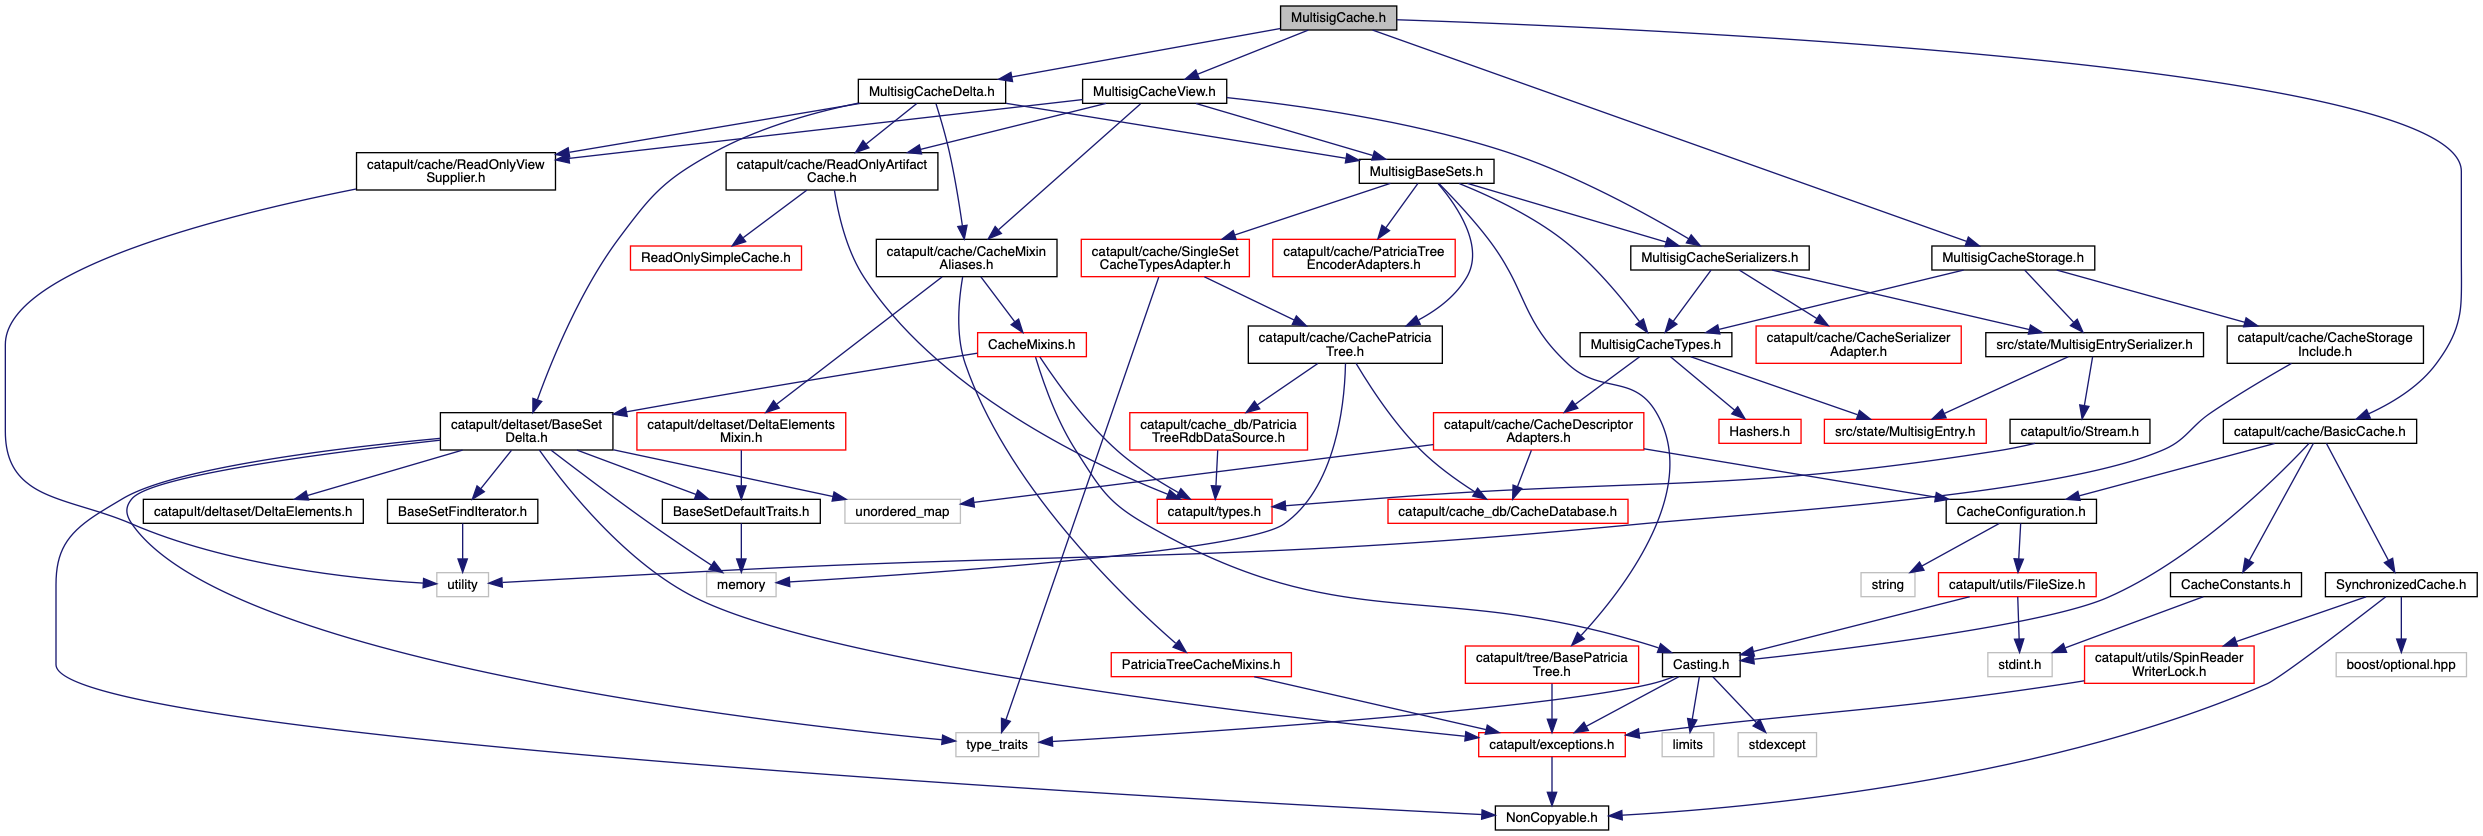 MultisigCache.h
MultisigCacheDelta.h
MultisigCacheView.h
catapult/cache/ReadOnlyView
Supplier.h
catapult/cache/ReadOnlyArtifact
Cache.h
MultisigBaseSets.h
ReadOnlySimpleCache.h
catapult/cache/CacheMixin
Aliases.h
catapult/cache/SingleSet
CacheTypesAdapter.h
catapult/cache/PatriciaTree
EncoderAdapters.h
MultisigCacheSerializers.h
MultisigCacheStorage.h
CacheMixins.h
catapult/cache/CachePatricia
Tree.h
MultisigCacheTypes.h
catapult/cache/CacheSerializer
Adapter.h
src/state/MultisigEntrySerializer.h
catapult/cache/CacheStorage
Include.h
catapult/deltaset/BaseSet
Delta.h
catapult/deltaset/DeltaElements
Mixin.h
catapult/cache_db/Patricia
TreeRdbDataSource.h
catapult/cache/CacheDescriptor
Adapters.h
Hashers.h
src/state/MultisigEntry.h
catapult/io/Stream.h
catapult/cache/BasicCache.h
catapult/deltaset/DeltaElements.h
BaseSetFindIterator.h
BaseSetDefaultTraits.h
unordered_map
catapult/types.h
catapult/cache_db/CacheDatabase.h
CacheConfiguration.h
utility
memory
string
catapult/utils/FileSize.h
CacheConstants.h
SynchronizedCache.h
PatriciaTreeCacheMixins.h
catapult/tree/BasePatricia
Tree.h
Casting.h
stdint.h
catapult/utils/SpinReader
WriterLock.h
boost/optional.hpp
type_traits
catapult/exceptions.h
limits
stdexcept
NonCopyable.h